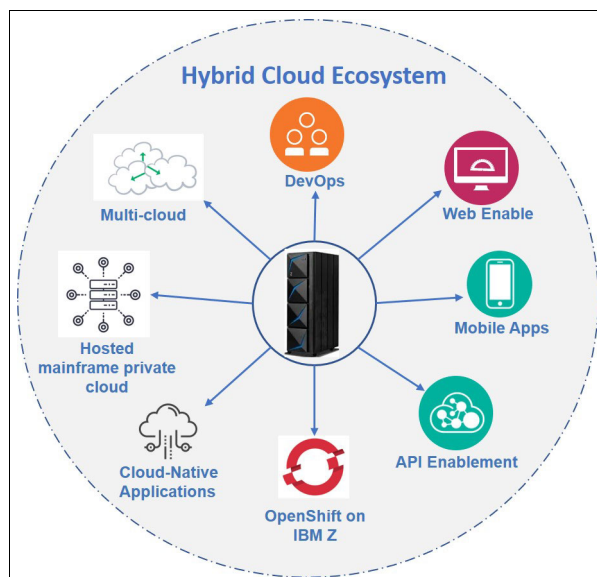 Hybrid Cloud Ecosystem
DevOps
Multi-cloud
Web Enable
Hosted
mainframe private
cloud
Mobile Apps
Cloud-Native
Applications
API Enablement
OpenShift on
IBM Z